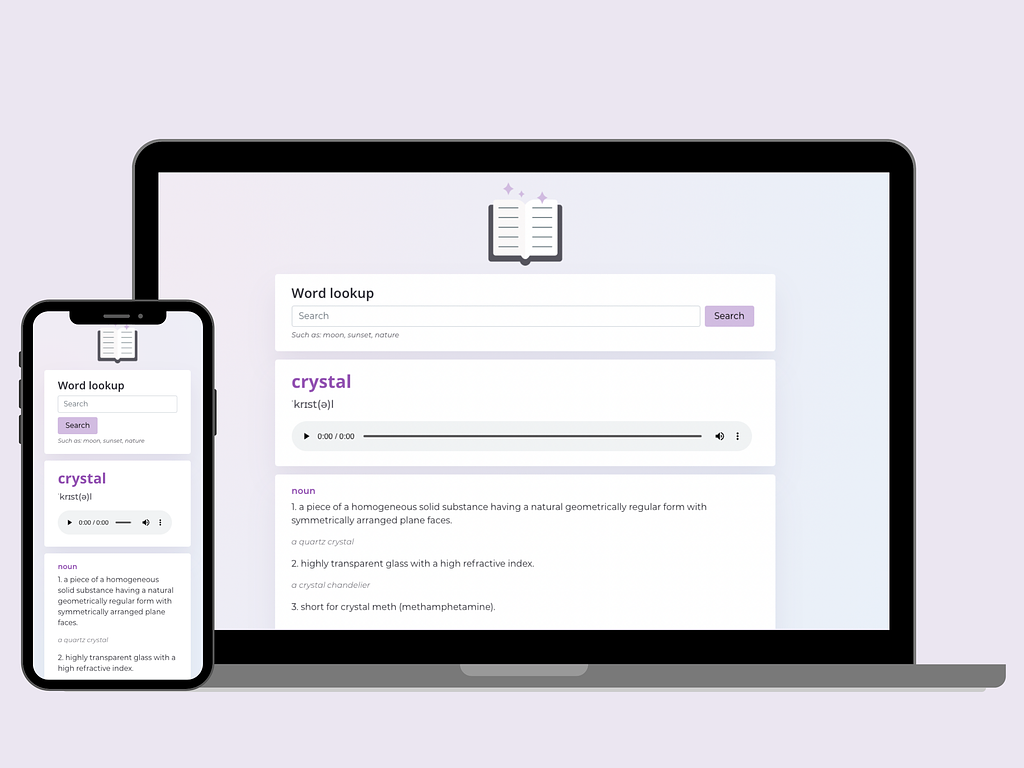 Word lookup
Search
Search
Such as: moon, sunset, nature
crystal
ˈkrɪst(ə)l
0:00 / 0:00
noun
1. a piece of a homogeneous solid substance having a natural geometrically regular form with
symmetrically arranged plane faces.
a quartz crystal
2. highly transparent glass with a high refractive index.
a crystal chandelier
3. short for crystal meth (methamphetamine).
Word lookup
Search
Search
Such as: moon, sunset, nature
crystal
ˈkrɪst(ə)l
0:00 / 0:00
noun
1. a piece of a homogeneous
solid substance having a natural
geometrically regular form with
symmetrically arranged plane
faces.
a quartz crystal
2. highly transparent glass with a
high refractive index.